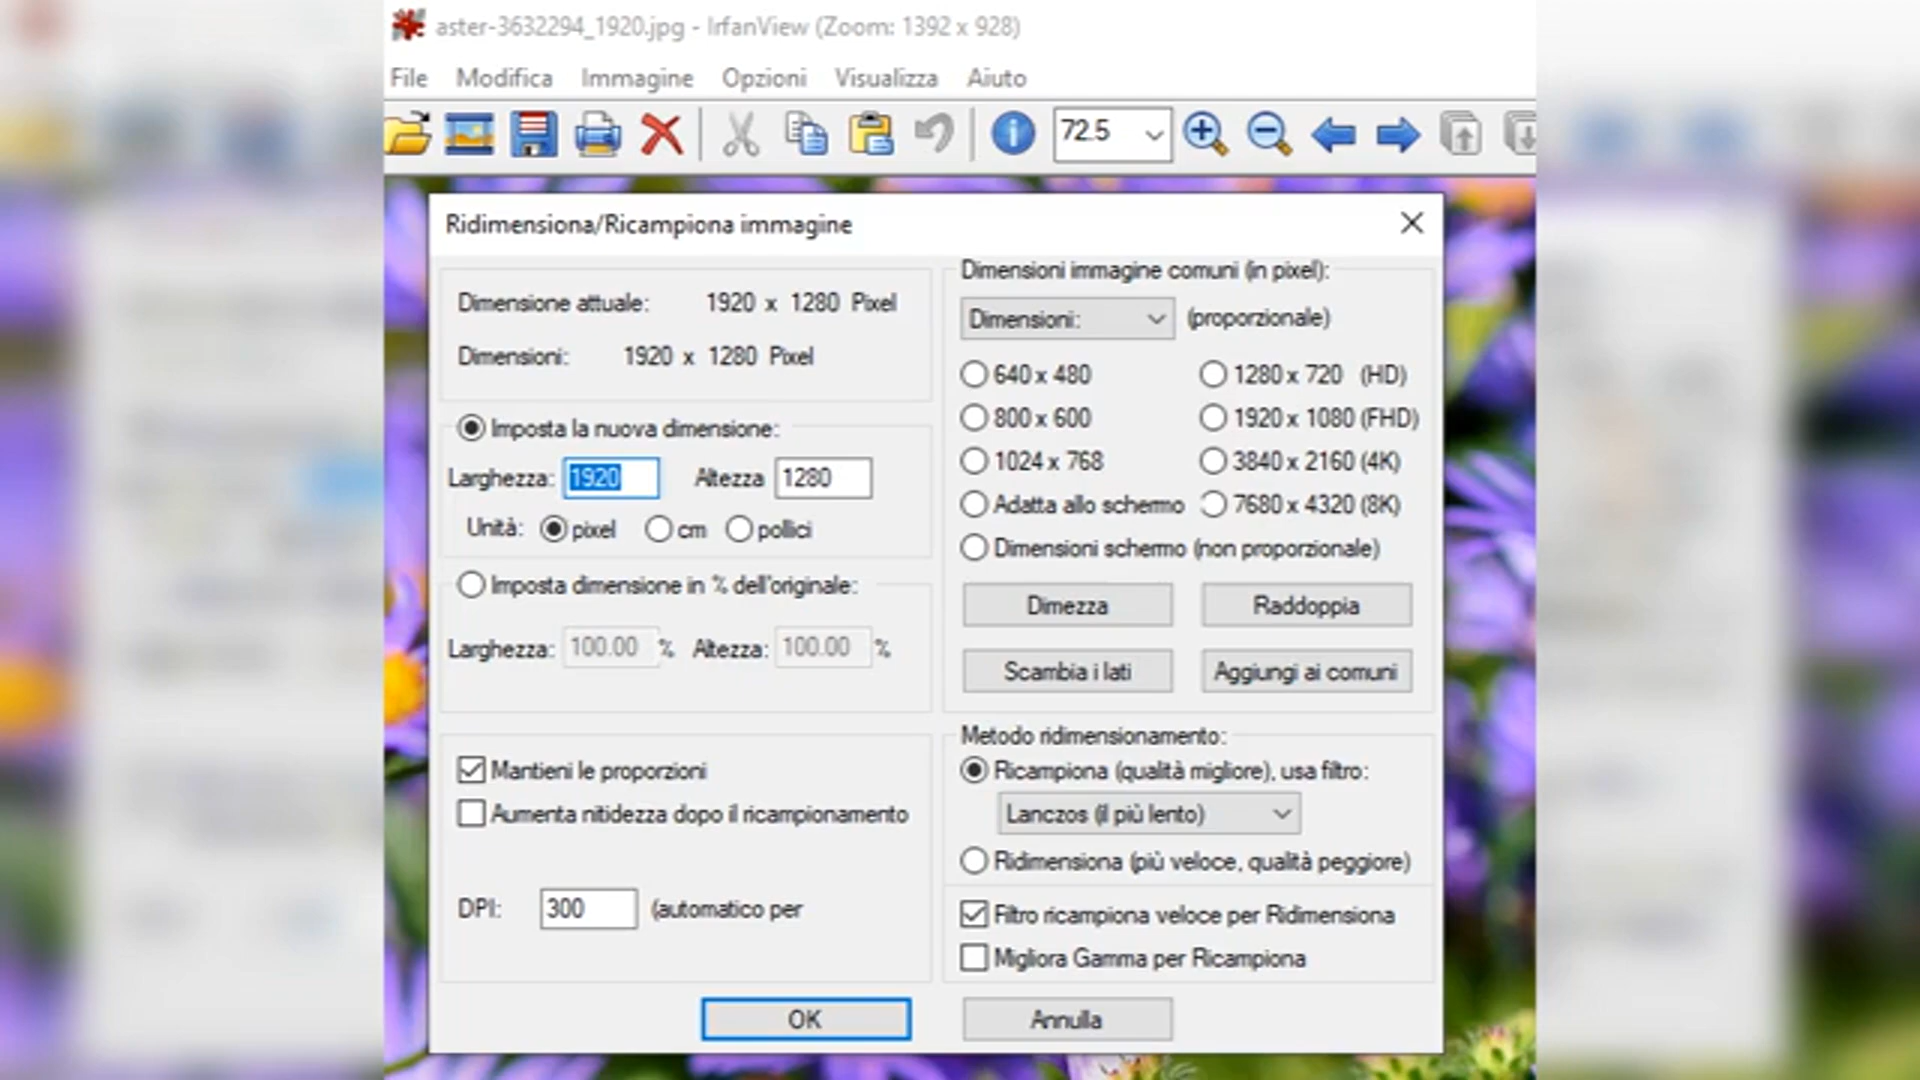 aster-3632294_1920.jpg - IrfanView (Zoom: 1392 x 928)
File Modifica Immagine Opzioni Visualizza Aiuto
72.5
Ridimensiona/Ricampiona immagine
Dimensione attuale: 1920 x 1280 Pixel
Dimensioni: 1920 x 1280 Pixel
Imposta la nuova dimensione:
Larghezza: 1920 Altezza 1280
Unità: pixel cm pollici
Imposta dimensione in % dell'originale:
Larghezza: 100.00 % Altezza: 100.00 %
Mantieni le proporzioni
Aumenta nitidezza dopo il ricampionamento
DPI: 300 (automatico per
Dimensioni immagine comuni (in pixel):
Dimensioni: (proporzionale)
640 x 480 1280 x 720 (HD)
800 x 600 1920 x 1080 (FHD)
1024 x 768 3840 x 2160 (4K)
Adatta allo schermo 7680 x 4320 (8K)
Dimensioni schermo (non proporzionale)
Dimezza Raddoppia
Scambia i lati Aggiungi ai comuni
Metodo ridimensionamento:
Ricampiona (qualità migliore), usa filtro:
Lanczos (il più lento)
Ridimensiona (più veloce, qualità peggiore)
Filtro ricampiona veloce per Ridimensiona
Migliora Gamma per Ricampiona
OK Annulla